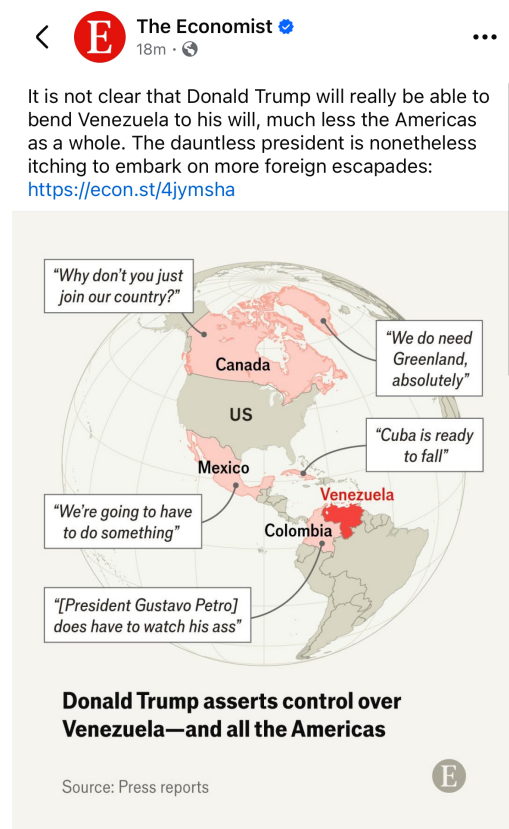 The Economist
18m ·
It is not clear that Donald Trump will really be able to
bend Venezuela to his will, much less the Americas
as a whole. The dauntless president is nonetheless
itching to embark on more foreign escapades:
https://econ.st/4jymsha
“Why don’t you just
join our country?”
“We do need
Greenland,
absolutely”
Canada
US
“Cuba is ready
to fall”
Mexico
Venezuela
“We’re going to have
to do something”
Colombia
“[President Gustavo Petro]
does have to watch his ass”
Donald Trump asserts control over
Venezuela—and all the Americas
Source: Press reports
E